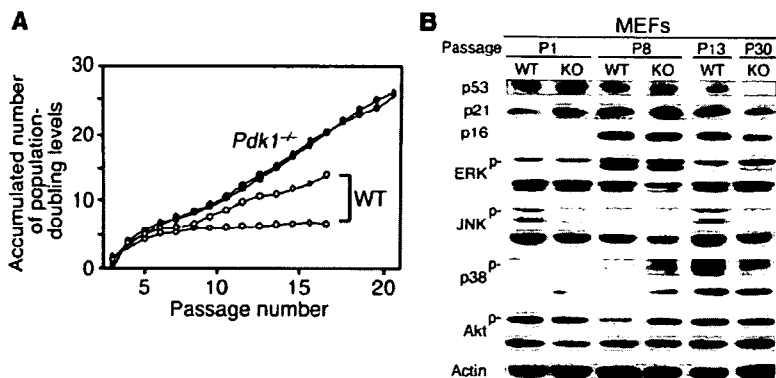 A
Accumulated number
of population-
doubling levels
30
20
10
0
Pdk1-/-
WT
5
10
15
20
Passage number
B
MEFs
Passage P1 P8 P13 P30
WT KO WT KO WT KO
p53
p21
p16
ERK p-
JNK p-
p38 p-
Akt p-
Actin